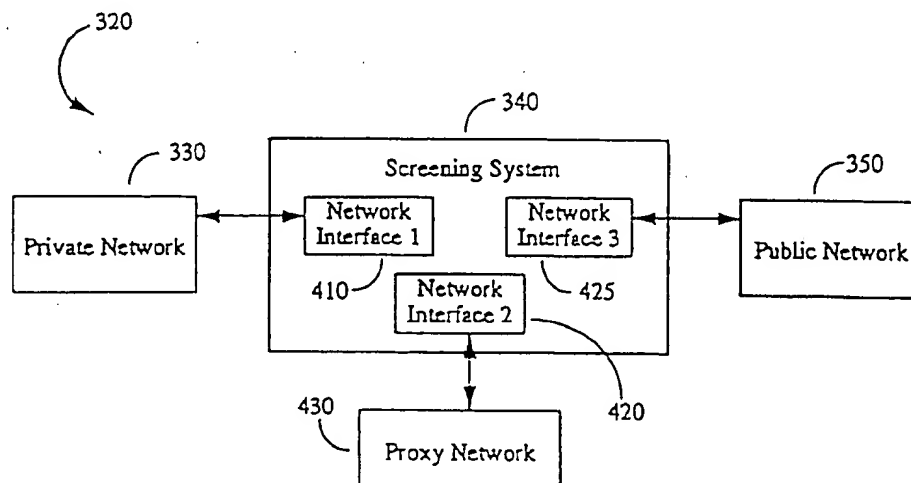 320
340
330
Screening System
350
Private Network
Network
Interface 1
Network
Interface 3
Public Network
410
Network
Interface 2
425
430
420
Proxy Network